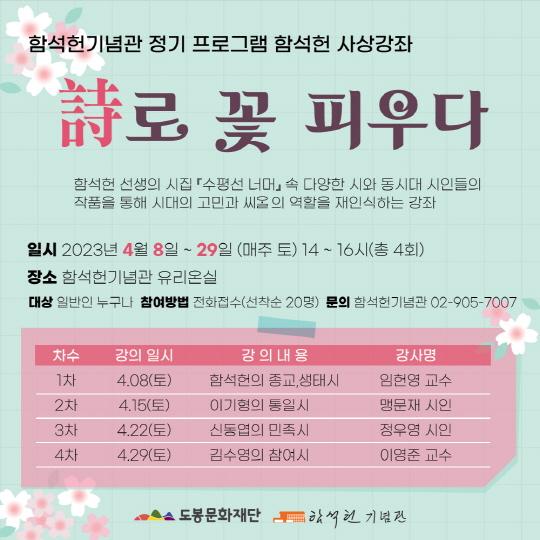 함석헌기념관 정기 프로그램 함석헌 사상강좌
詩로 꽃 피우다
함석헌 선생의 시집 『수평선 너머』 속 다양한 시와 동시대 시인들의
작품을 통해 시대의 고민과 씨ᄋᆞᆯ의 역할을 재인식하는 강좌
일시 2023년 4월 8일 ~ 29일 (매주 토) 14 ~ 16시(총 4회)
장소 함석헌기념관 유리온실
대상 일반인 누구나 참여방법 전화접수(선착순 20명) 문의 함석헌기념관 02-905-7007
차수 강의 일시 강 의 내 용 강사명
1차 4.08(토) 함석헌의 종교,생태시 임헌영 교수
2차 4.15(토) 이기형의 통일시 맹문재 시인
3차 4.22(토) 신동엽의 민족시 정우영 시인
4차 4.29(토) 김수영의 참여시 이영준 교수
도봉문화재단 함석헌 기념관